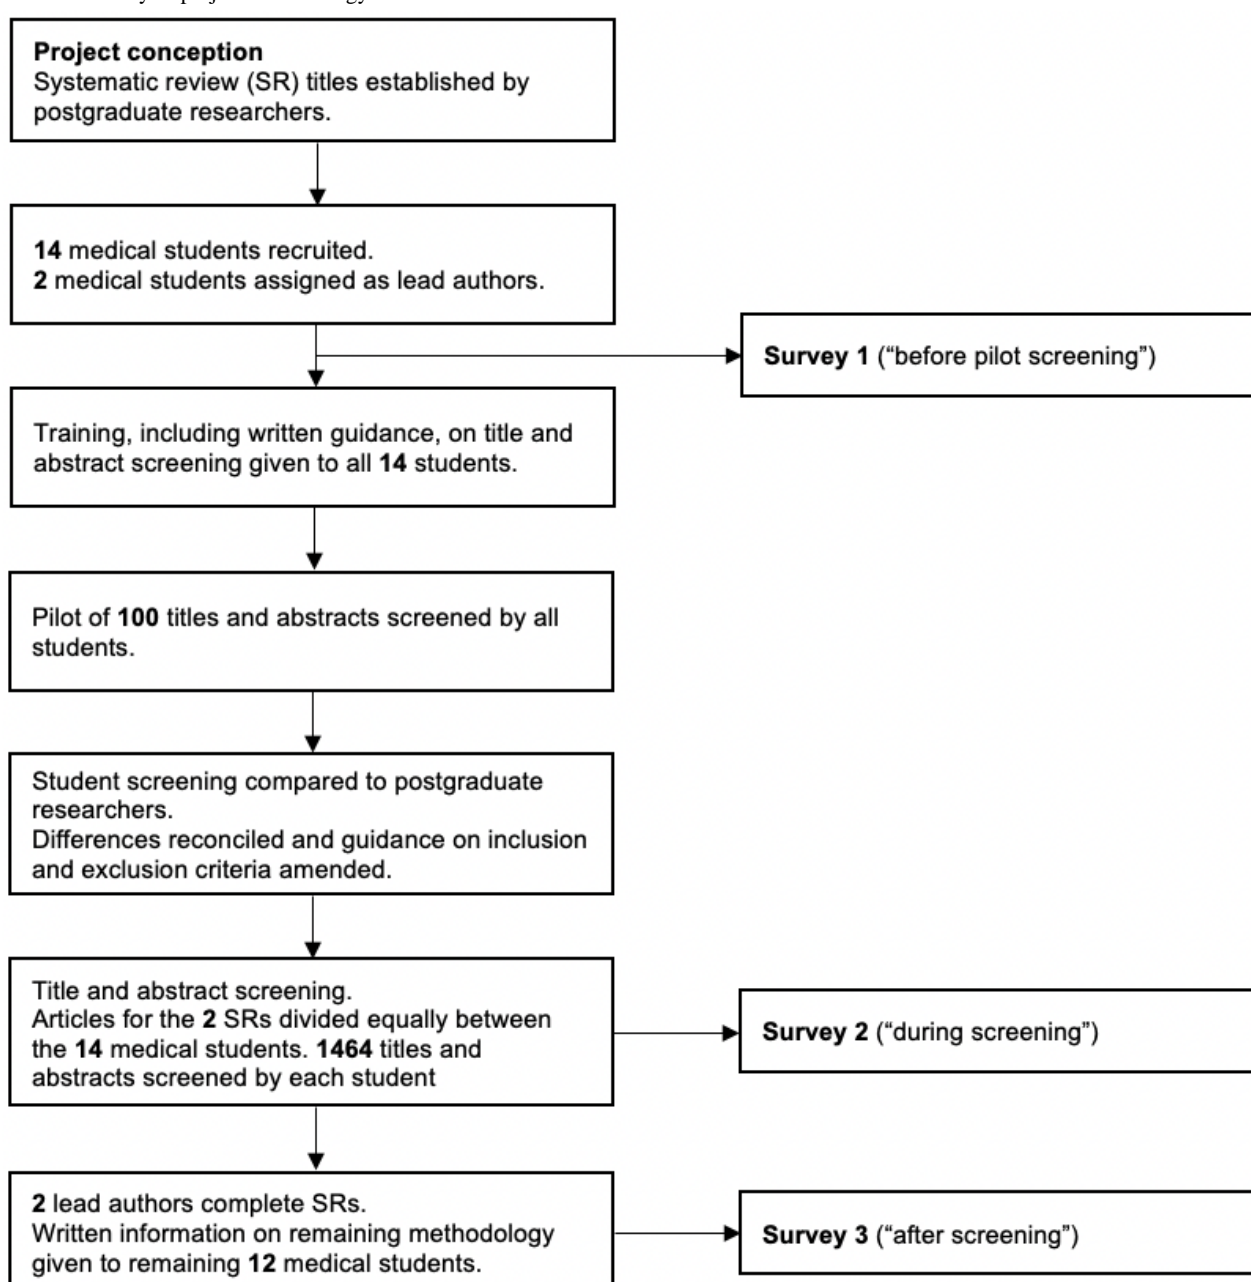 Project conception
Systematic review (SR) titles established by
postgraduate researchers.
14 medical students recruited.
2 medical students assigned as lead authors.
Survey 1 (“before pilot screening”)
Training, including written guidance, on title and
abstract screening given to all 14 students.
Pilot of 100 titles and abstracts screened by all
students.
Student screening compared to postgraduate
researchers.
Differences reconciled and guidance on inclusion
and exclusion criteria amended.
Title and abstract screening.
Articles for the 2 SRs divided equally between
the 14 medical students. 1464 titles and
abstracts screened by each student
Survey 2 (“during screening”)
2 lead authors complete SRs.
Written information on remaining methodology
given to remaining 12 medical students.
Survey 3 (“after screening”)